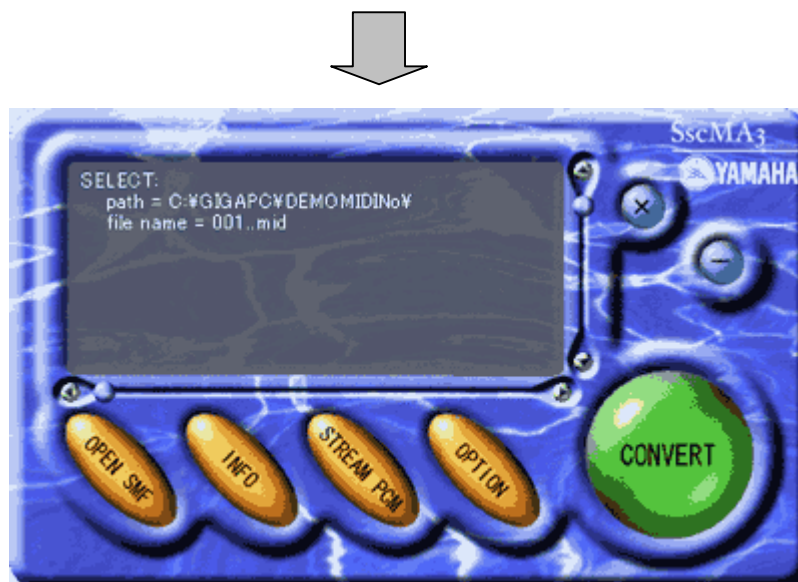 SscMA3
YAMAHA
SELECT:
path = C:¥GIGAPC¥DEMOMIDINo¥
file name = 001..mid
OPEN SMF
INFO
STREAM PCM
OPTION
CONVERT